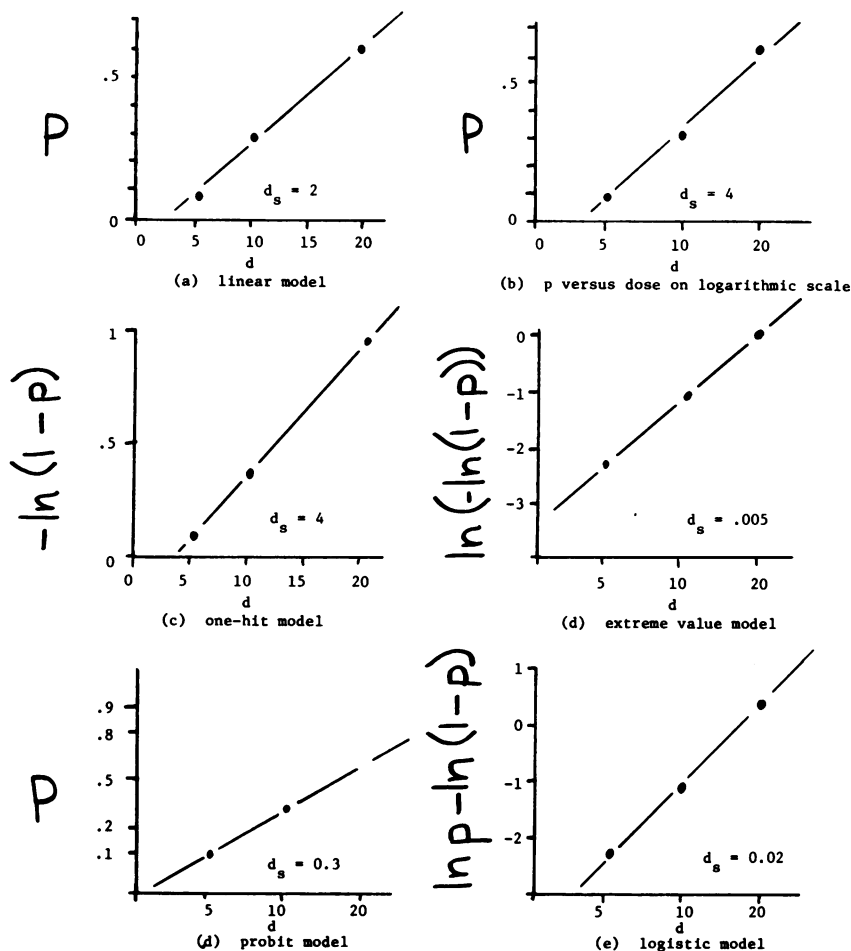 P
.5
0
d_s = 2
0 5 10 15 20
d
(a) linear model
P
.5
0
d_s = 4
0 5 10 20
d
(b) p versus dose on logarithmic scale
-ln(1-p)
1
.5
0
d_s = 4
0 5 10 15 20
d
(c) one-hit model
ln(-ln(1-p))
0
-1
-2
-3
d_s = .005
5 10 20
d
(d) extreme value model
P
.9
.8
.5
.2
.1
d_s = 0.3
5 10 20
d
(d) probit model
ln p-ln(1-p)
1
0
-1
-2
d_s = 0.02
5 10 20
d
(e) logistic model